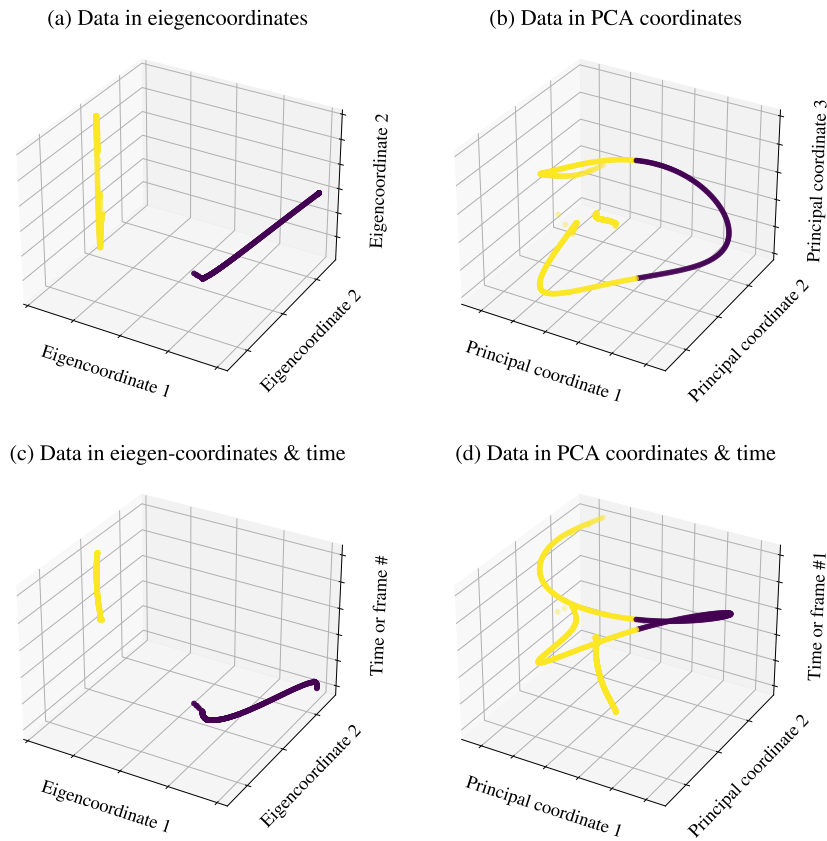 (a) Data in eiegencoordinates
(b) Data in PCA coordinates
Eigencoordinate 1
Eigencoordinate 2
Eigencoordinate 2
Principal coordinate 1
Principal coordinate 2
Principal coordinate 3
(c) Data in eiegen-coordinates & time
(d) Data in PCA coordinates & time
Eigencoordinate 1
Eigencoordinate 2
Time or frame #
Principal coordinate 1
Principal coordinate 2
Time or frame #1